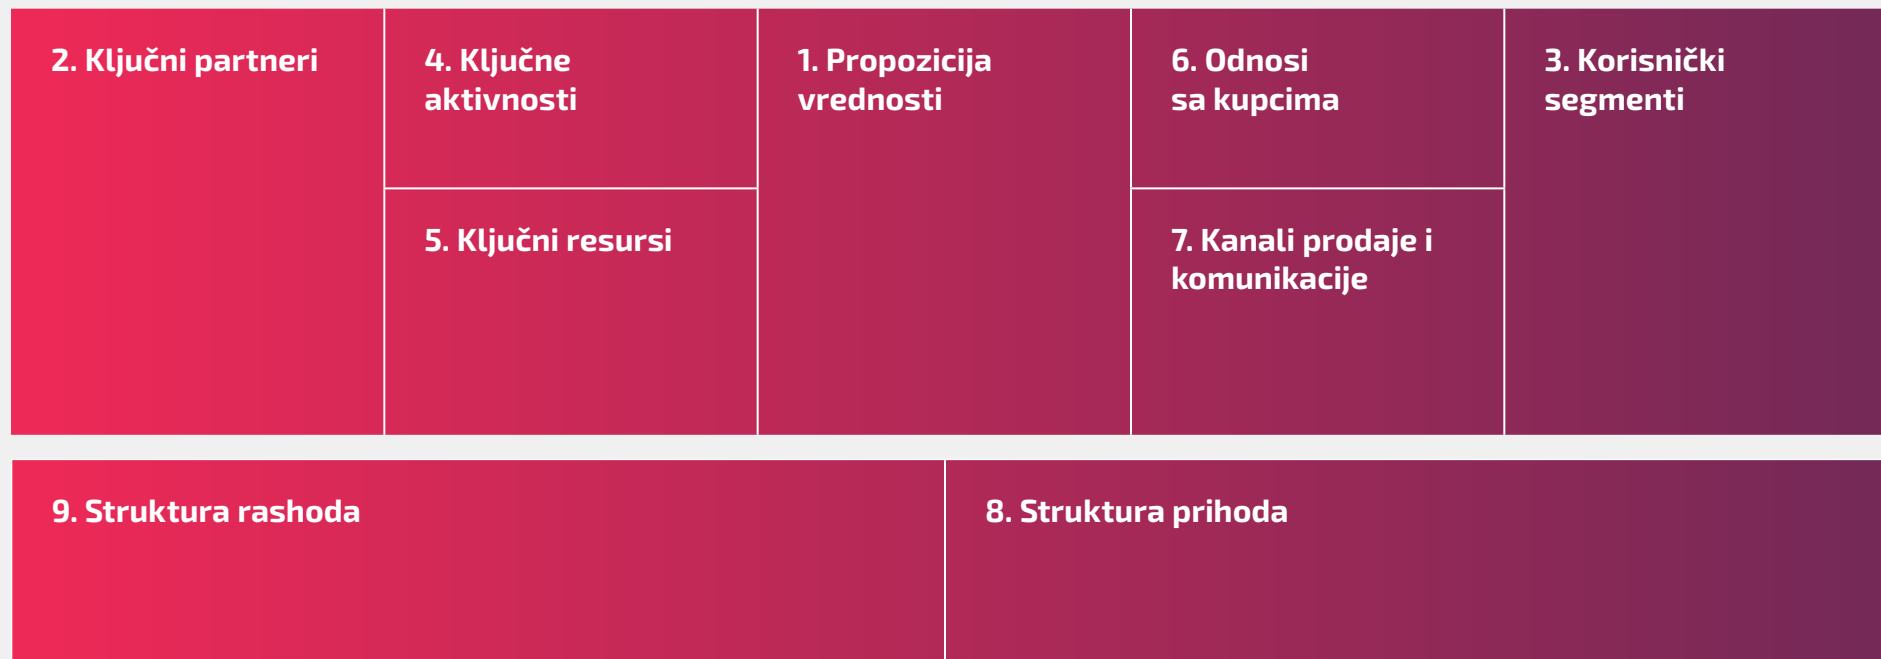 2. Ključni partneri
4. Ključne
aktivnosti
5. Ključni resursi
1. Propozicija
vrednosti
6. Odnosi
sa kupcima
7. Kanali prodaje i
komunikacije
3. Korisnički
segmenti
9. Struktura rashoda
8. Struktura prihoda